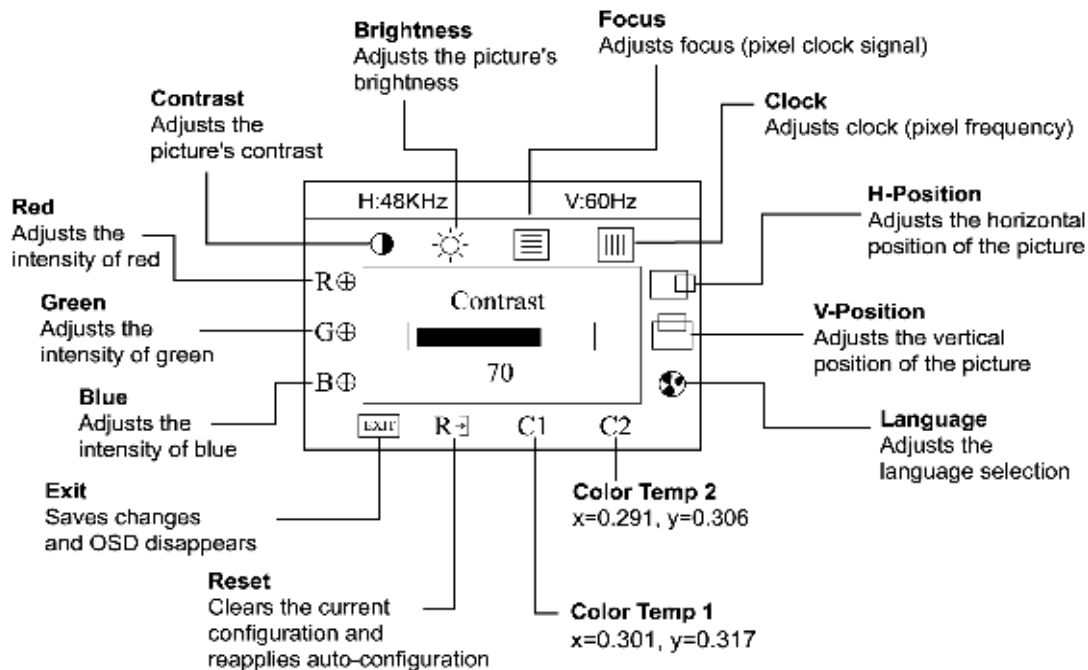 Focus
Adjusts focus (pixel clock signal)
Brightness
Adjusts the picture's
brightness
Contrast
Adjusts the
picture's contrast
Clock
Adjusts clock (pixel frequency)
H:48KHz V:60Hz
Red
Adjusts the
intensity of red
H-Position
Adjusts the horizontal
position of the picture
R
Contrast
Green
Adjusts the
intensity of green
G
V-Position
Adjusts the vertical
position of the picture
70
B
Blue
Adjusts the
intensity of blue
EXIT R C1 C2
Language
Adjusts the
language selection
Exit
Saves changes
and OSD disappears
Color Temp 2
x=0.291, y=0.306
Reset
Clears the current
configuration and
reapplies auto-configuration
Color Temp 1
x=0.301, y=0.317